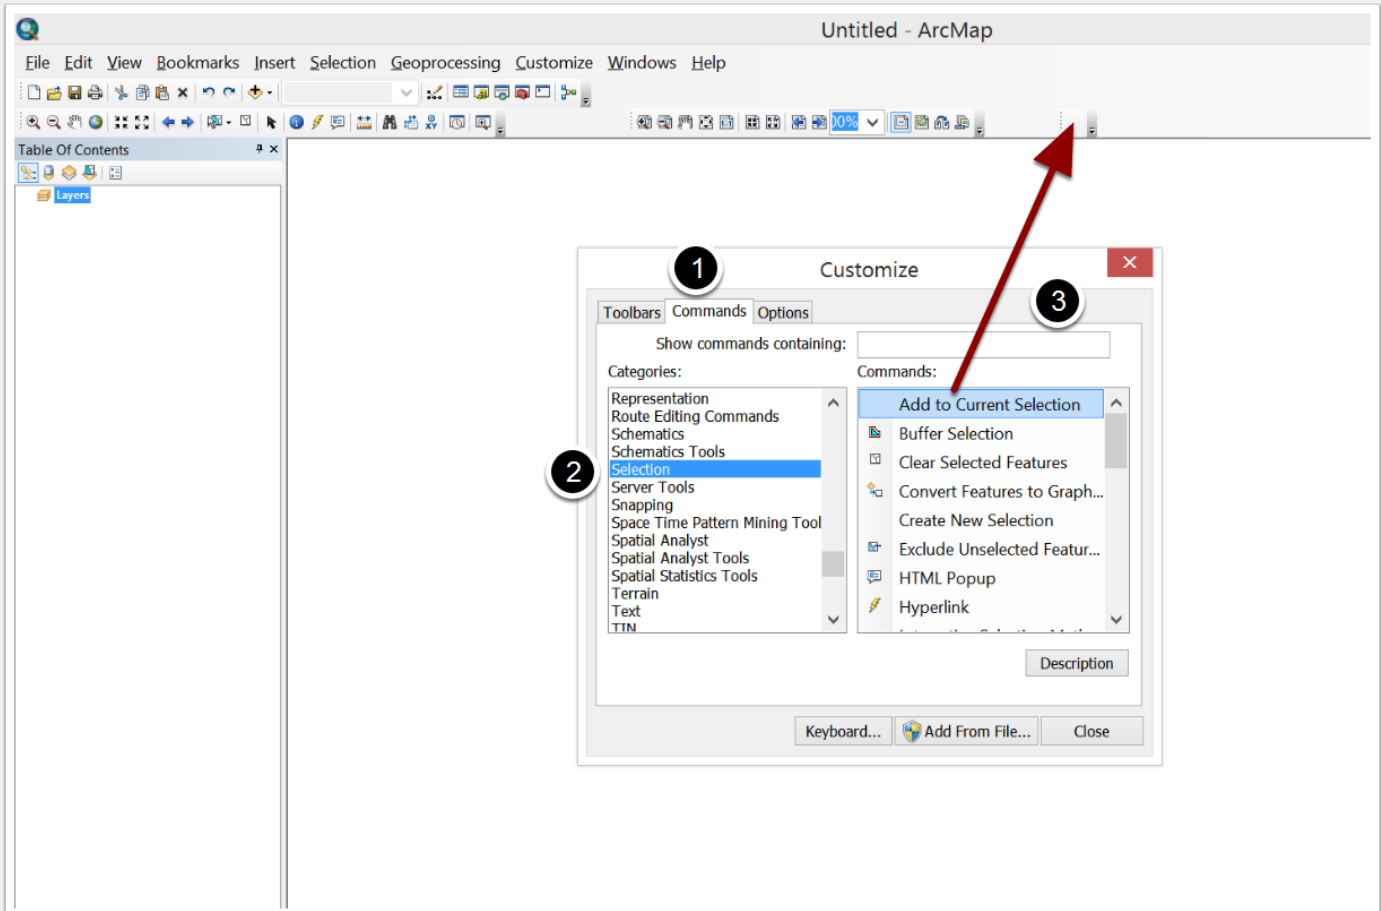 Untitled - ArcMap
File Edit View Bookmarks Insert Selection Geoprocessing Customize Windows Help
Table Of Contents
Layers
1
Customize
3
Toolbars Commands Options
Show commands containing:
Categories: Commands:
Representation
Route Editing Commands
Schematics
Schematics Tools
2
Selection
Server Tools
Snapping
Space Time Pattern Mining Tool
Spatial Analyst
Spatial Analyst Tools
Spatial Statistics Tools
Terrain
Text
TIN
Add to Current Selection
Buffer Selection
Clear Selected Features
Convert Features to Graph...
Create New Selection
Exclude Unselected Featur...
HTML Popup
Hyperlink
Description
Keyboard... Add From File... Close